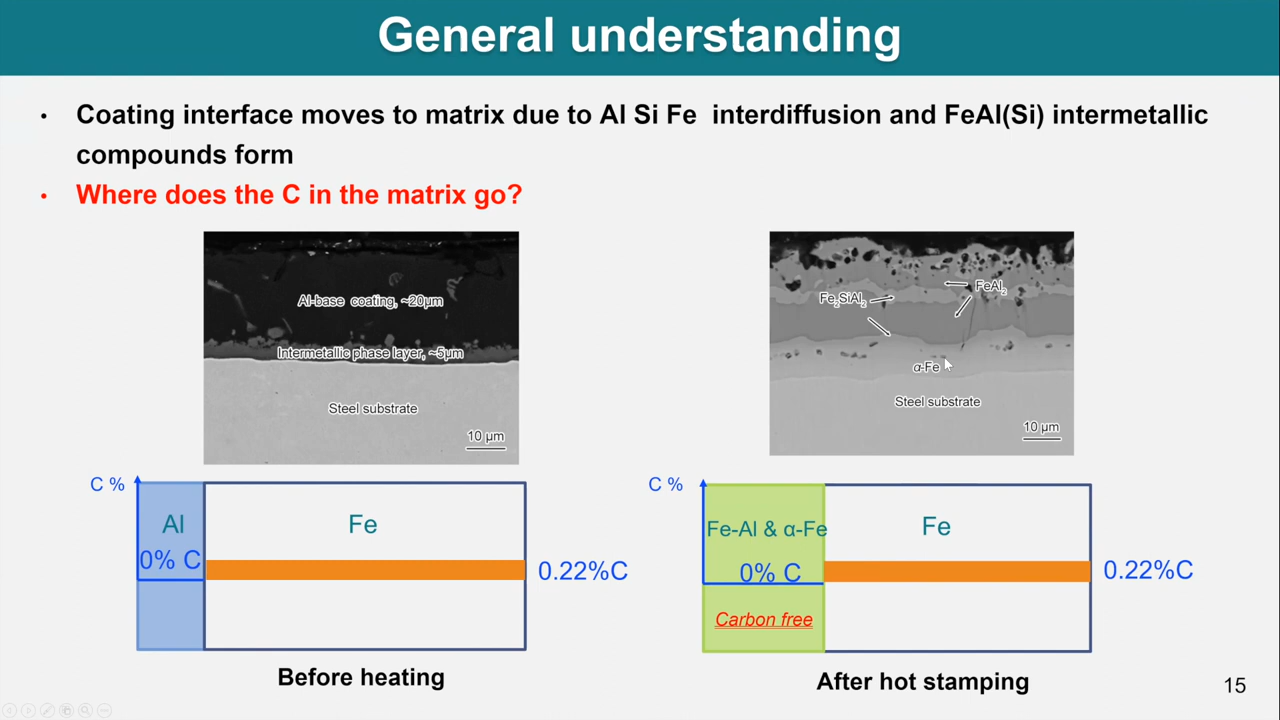 General understanding
• Coating interface moves to matrix due to Al Si Fe interdiffusion and FeAl(Si) intermetallic
compounds form
• Where does the C in the matrix go?
Al-base coating, ~20μm
Intermetallic phase layer, ~5μm
Steel substrate
10 μm
Fe₂SiAl₂
FeAl₂
α-Fe
Steel substrate
10 μm
C %
Al
Fe
0% C
0.22%C
Before heating
C %
Fe-Al & α-Fe
Fe
0% C
0.22%C
Carbon free
After hot stamping
15